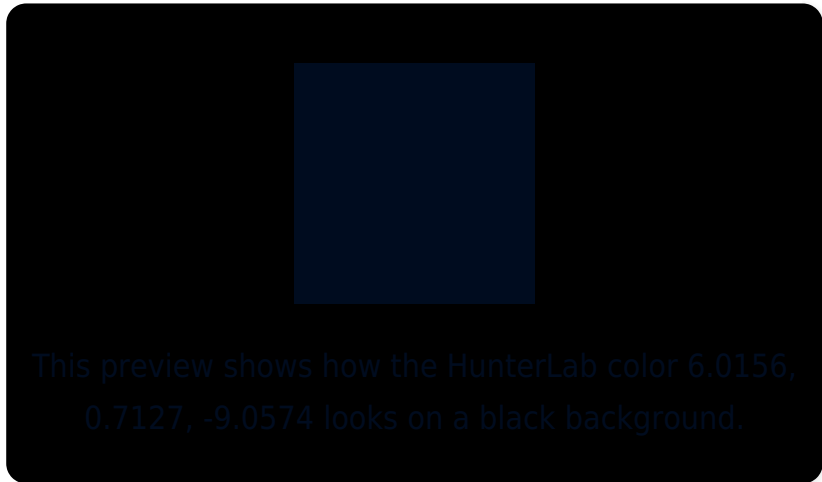 This preview shows how the HunterLab color 6.0156,
0.7127, -9.0574 looks on a black background.